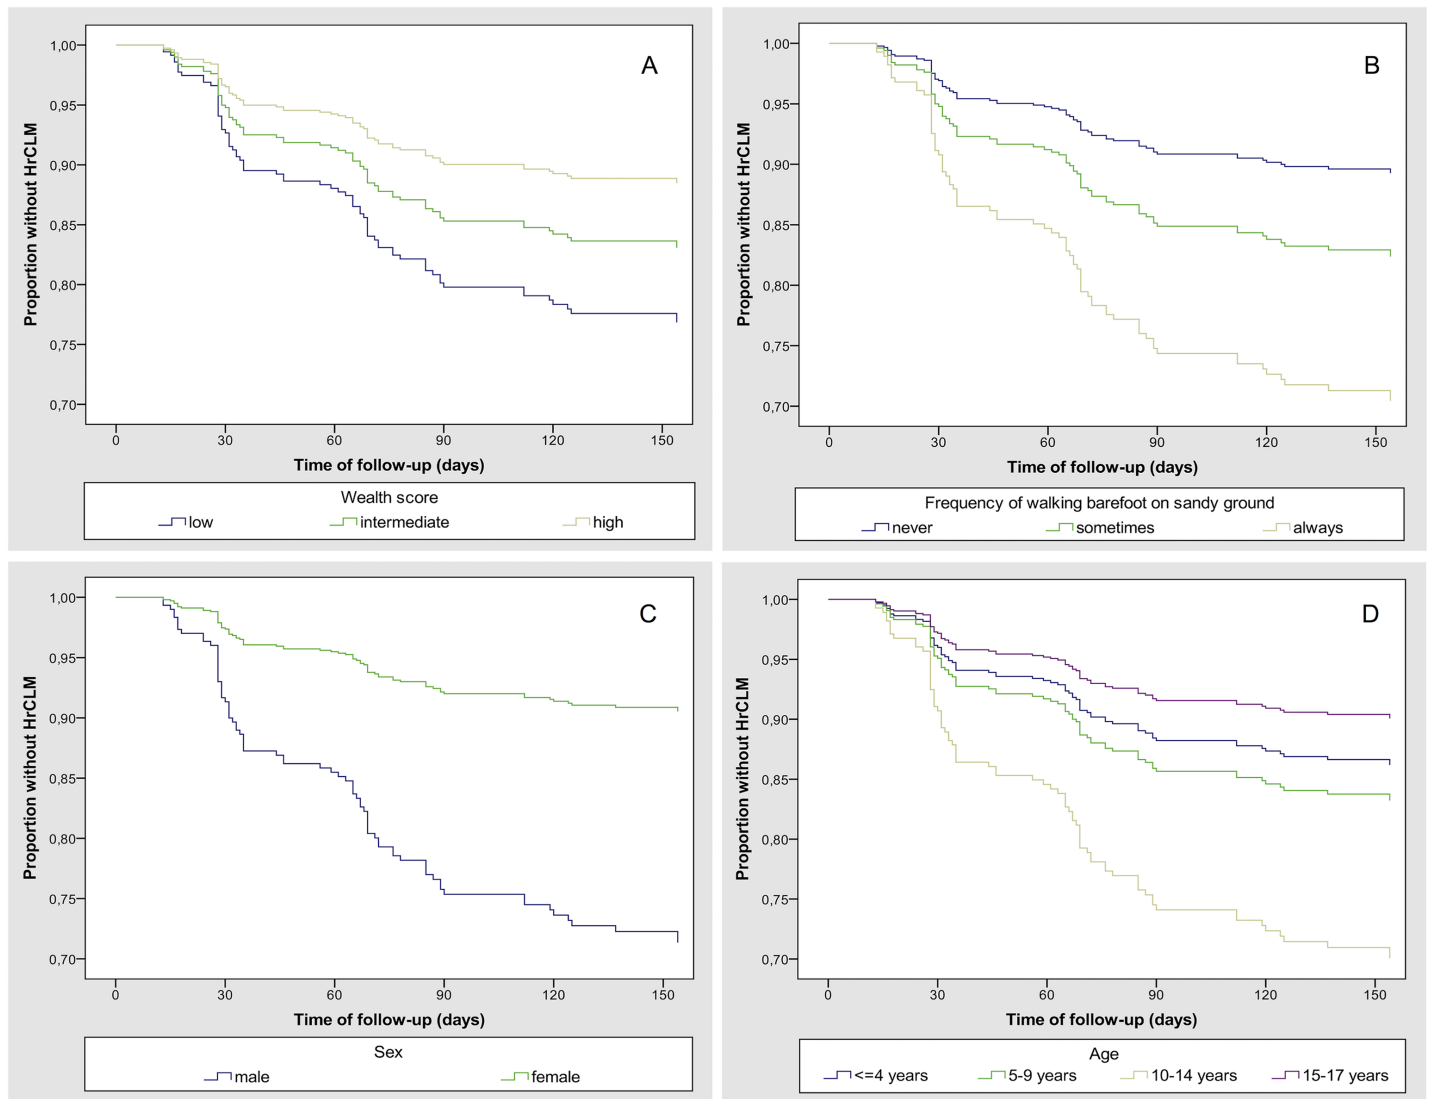 A
Proportion without HrCLM
1,00
0,95
0,90
0,85
0,80
0,75
0,70
0 30 60 90 120 150
Time of follow-up (days)
Wealth score
low intermediate high
B
Proportion without HrCLM
1,00
0,95
0,90
0,85
0,80
0,75
0,70
0 30 60 90 120 150
Time of follow-up (days)
Frequency of walking barefoot on sandy ground
never sometimes always
C
Proportion without HrCLM
1,00
0,95
0,90
0,85
0,80
0,75
0,70
0 30 60 90 120 150
Time of follow-up (days)
Sex
male female
D
Proportion without HrCLM
1,00
0,95
0,90
0,85
0,80
0,75
0,70
0 30 60 90 120 150
Time of follow-up (days)
Age
<=4 years 5-9 years 10-14 years 15-17 years